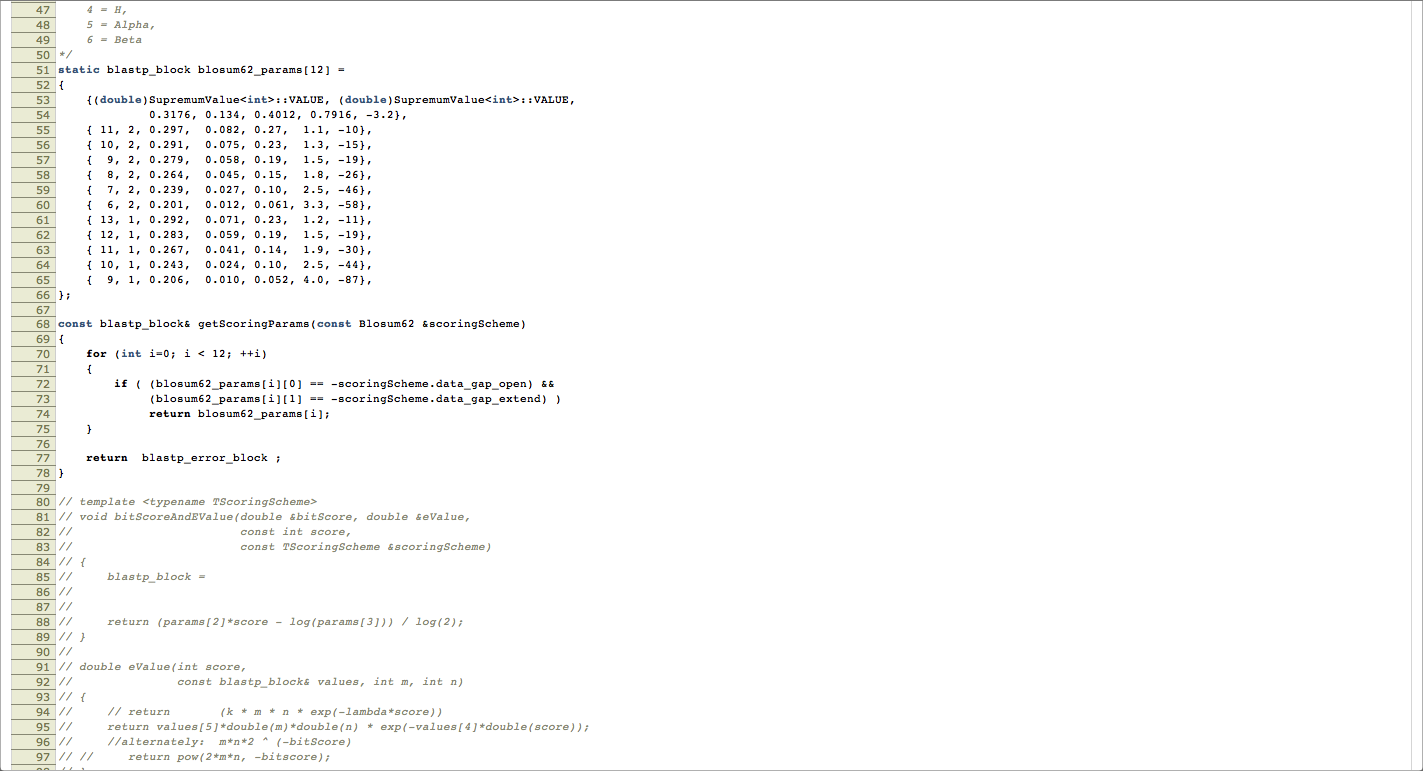 47 4 = H,
48 5 = Alpha,
49 6 = Beta
50 */
51 static blastp_block blosum62_params[12] =
52 {
53 {(double)SupremumValue<int>::VALUE, (double)SupremumValue<int>::VALUE,
54 0.3176, 0.134, 0.4012, 0.7916, -3.2},
55 { 11, 2, 0.297,  0.082, 0.27,  1.1, -10},
56 { 10, 2, 0.291,  0.075, 0.23,  1.3, -15},
57 {  9, 2, 0.279,  0.058, 0.19,  1.5, -19},
58 {  8, 2, 0.264,  0.045, 0.15,  1.8, -26},
59 {  7, 2, 0.239,  0.027, 0.10,  2.5, -46},
60 {  6, 2, 0.201,  0.012, 0.061, 3.3, -58},
61 { 13, 1, 0.292,  0.071, 0.23,  1.2, -11},
62 { 12, 1, 0.283,  0.059, 0.19,  1.5, -19},
63 { 11, 1, 0.267,  0.041, 0.14,  1.9, -30},
64 { 10, 1, 0.243,  0.024, 0.10,  2.5, -44},
65 {  9, 1, 0.206,  0.010, 0.052, 4.0, -87},
66 };
67
68 const blastp_block& getScoringParams(const Blosum62 &scoringScheme)
69 {
70 for (int i=0; i < 12; ++i)
71 {
72 if ( (blosum62_params[i][0] == -scoringScheme.data_gap_open) &&
73 (blosum62_params[i][1] == -scoringScheme.data_gap_extend) )
74 return blosum62_params[i];
75 }
76
77 return  blastp_error_block ;
78 }
79
80 // template <typename TScoringScheme>
81 // void bitScoreAndEValue(double &bitScore, double &eValue,
82 // const int score,
83 // const TScoringScheme &scoringScheme)
84 // {
85 // blastp_block =
86 //
87 //
88 // return (params[2]*score - log(params[3])) / log(2);
89 // }
90 //
91 // double eValue(int score,
92 // const blastp_block& values, int m, int n)
93 // {
94 // // return (k * m * n * exp(-lambda*score))
95 // return values[5]*double(m)*double(n) * exp(-values[4]*double(score));
96 // //alternately:  m*n*2 ^ (-bitScore)
97 // // return pow(2*m*n, -bitscore);